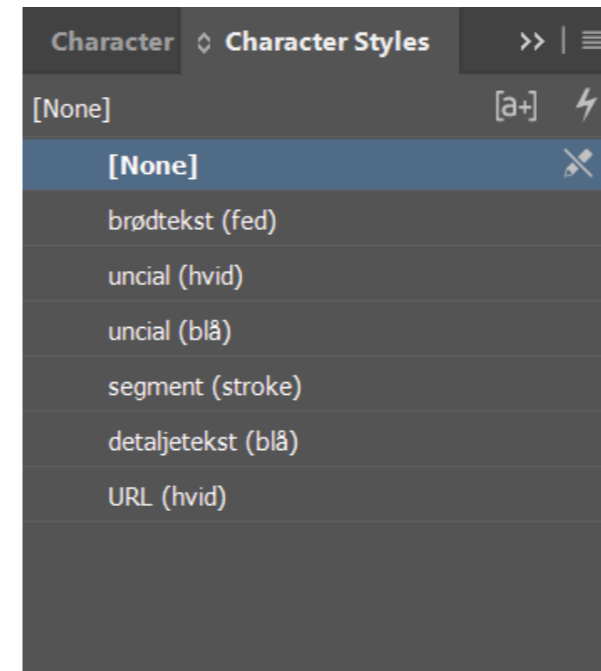 Character Character Styles
[None] [a+]
[None]
brødtekst (fed)
uncial (hvid)
uncial (blå)
segment (stroke)
detaljetekst (blå)
URL (hvid)